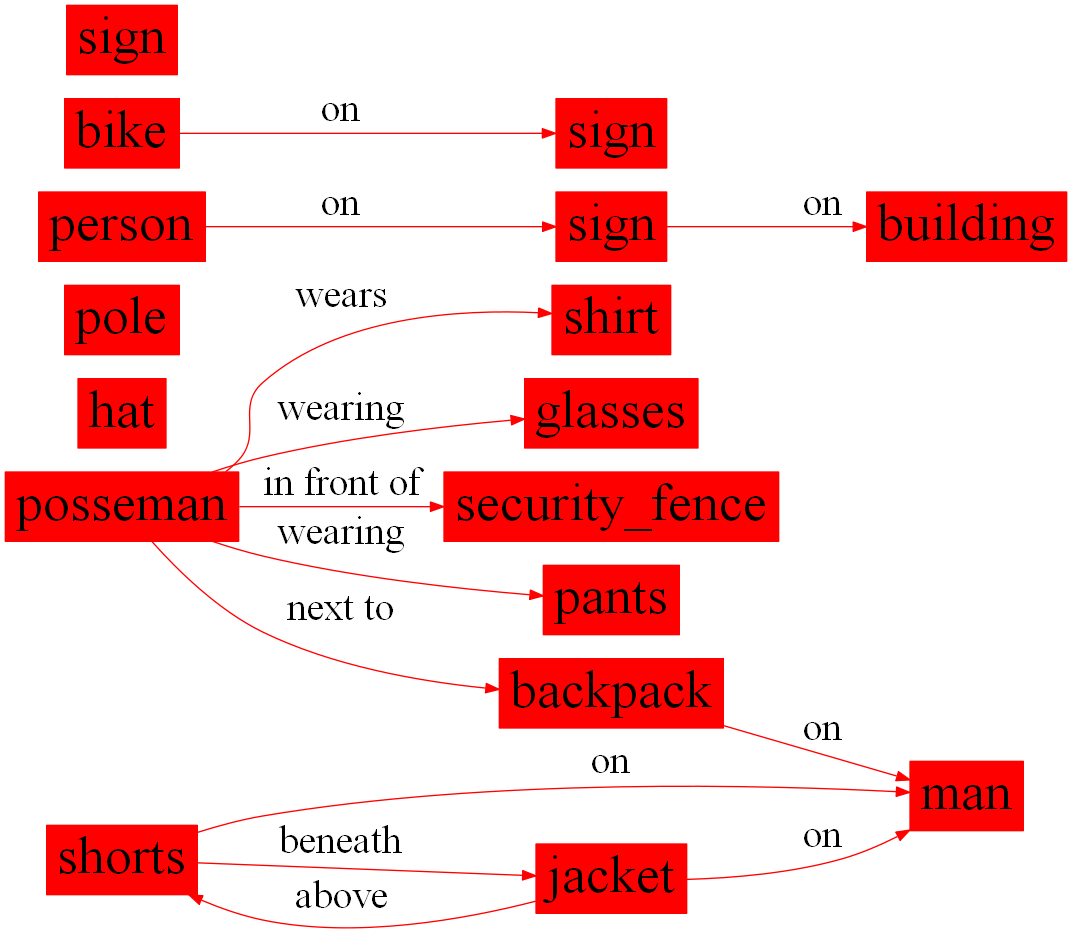 sign
on
bike
sign
on
person
sign
on
building
pole
wears
shirt
hat
wearing
glasses
posseman
in front of
security_fence
wearing
pants
next to
backpack
on
man
on
shorts
beneath
jacket
on
above